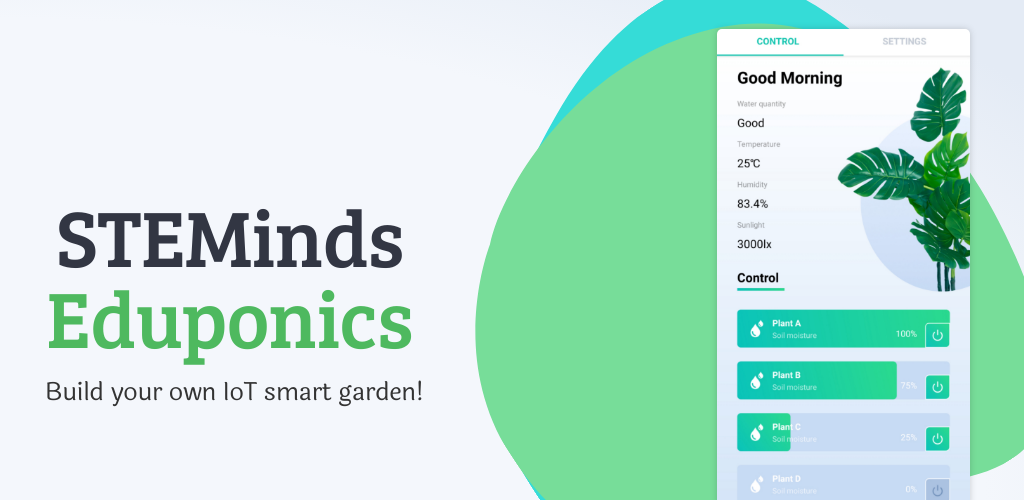 STEMinds
Eduponics
Build your own IoT smart garden!
CONTROL
SETTINGS
Good Morning
Water quantity
Good
Temperature
25℃
Humidity
83.4%
Sunlight
3000lx
Control
Plant A
Soil moisture
100%
Plant B
Soil moisture
75%
Plant C
Soil moisture
25%
Plant D
Soil moisture
0%